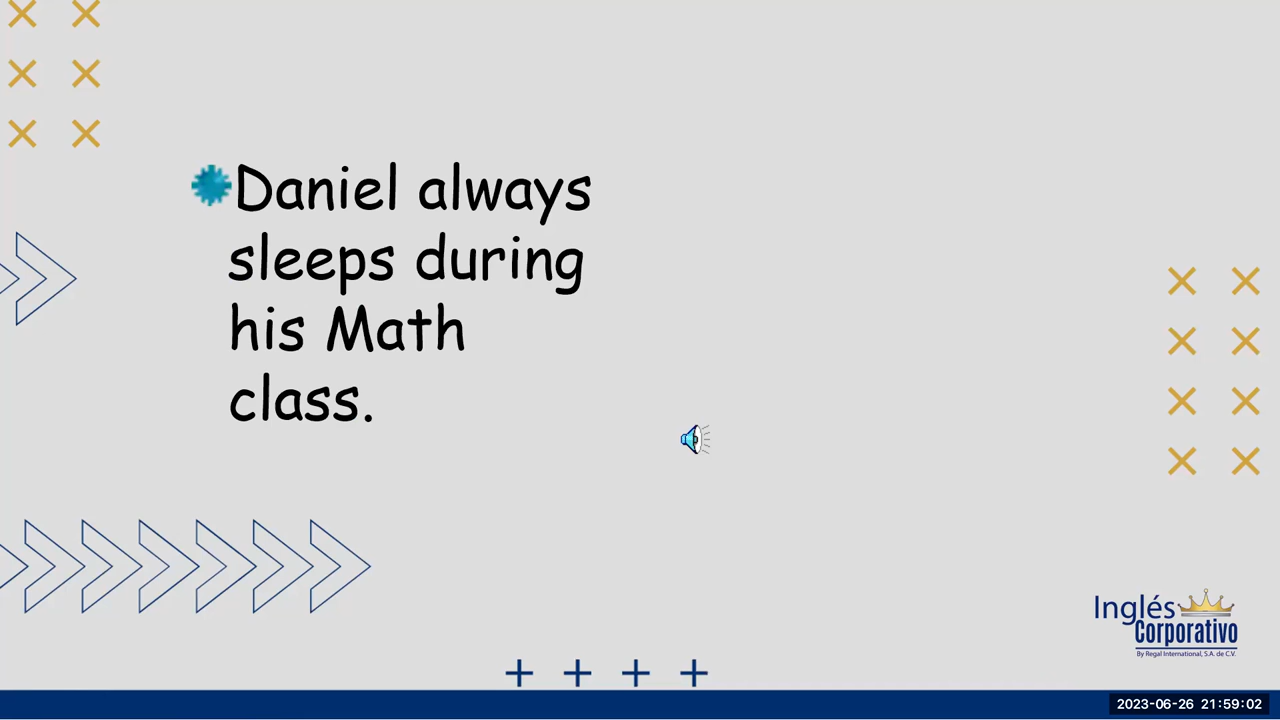 Daniel always
sleeps during
his Math
class.
Inglés
Corporativo
By Regal International, S.A. de C.V.
2023-06-26 21:59:02